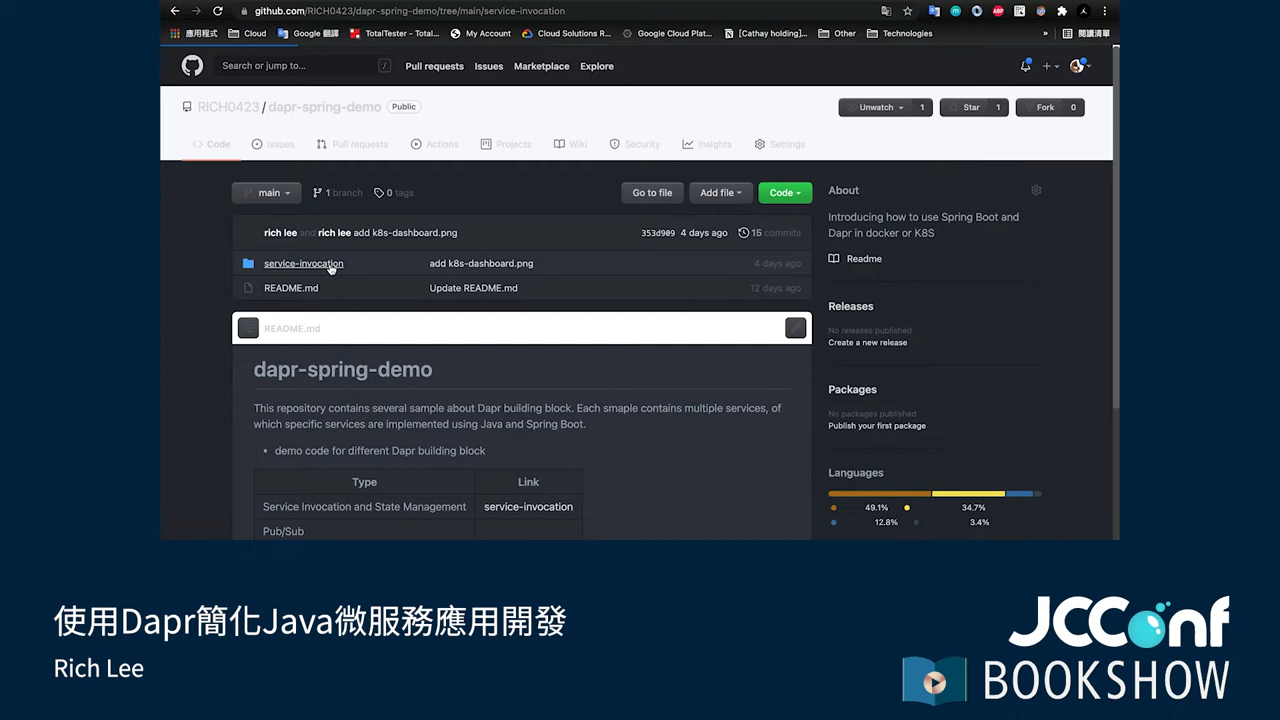 github.com/RICH0423/dapr-spring-demo/tree/main/service-invocation
應用程式 Cloud Google 翻譯 TotalTester - Total... My Account Cloud Solutions R... Google Cloud Plat... [Cathay holding]... Other Technologies » 閱讀清單
Search or jump to... / Pull requests Issues Marketplace Explore
RICH0423 / dapr-spring-demo Public Unwatch 1 Star 1 Fork 0
Code Issues Pull requests Actions Projects Wiki Security Insights Settings
main 1 branch 0 tags Go to file Add file Code About
Introducing how to use Spring Boot and
Dapr in docker or K8S
rich lee and rich lee add k8s-dashboard.png 353d909 4 days ago 15 commits
service-invocation add k8s-dashboard.png 4 days ago
Readme
README.md Update README.md 12 days ago
Releases
No releases published
Create a new release
README.md
dapr-spring-demo
This repository contains several sample about Dapr building block. Each smaple contains multiple services, of
which specific services are implemented using Java and Spring Boot.
demo code for different Dapr building block
Type Link
Service Invocation and State Management service-invocation
Pub/Sub
Packages
No packages published
Publish your first package
Languages
49.1% 34.7%
12.8% 3.4%
使用Dapr簡化Java微服務應用開發
Rich Lee
JCConf
BOOKSHOW